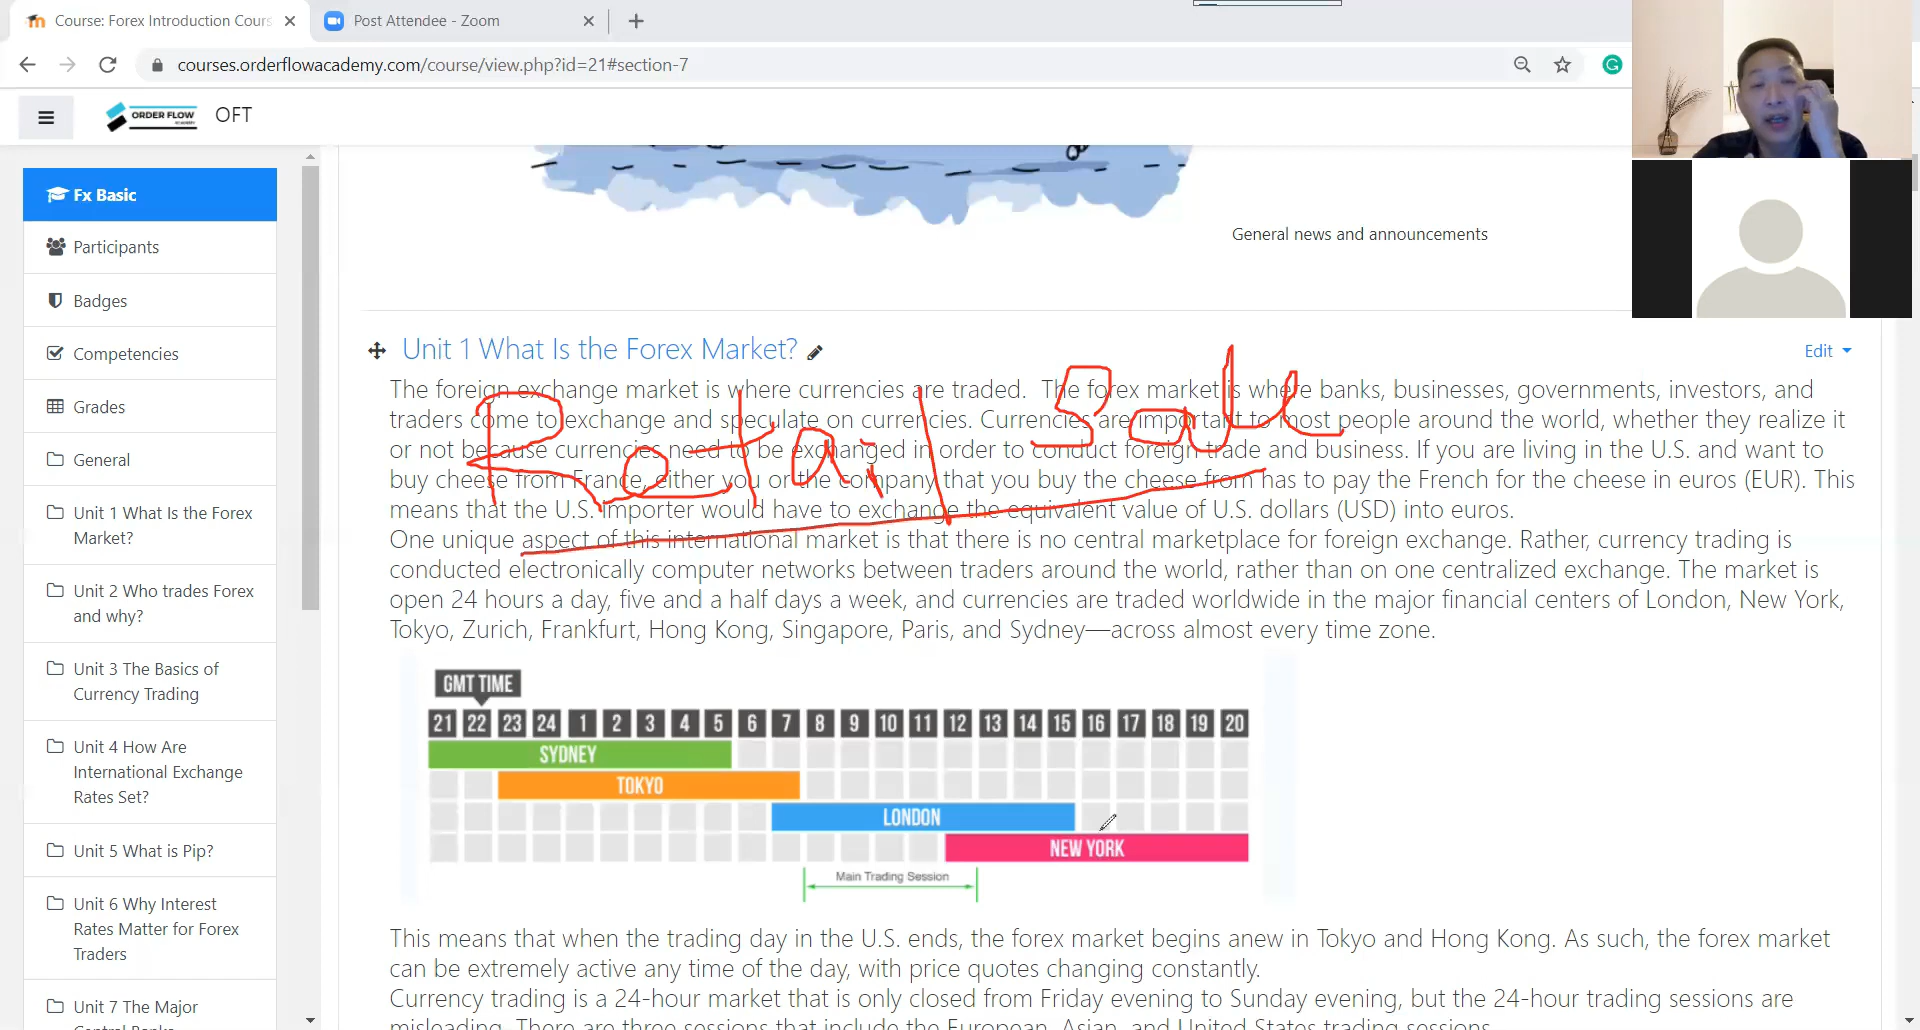 Course: Forex Introduction Cours
Post Attendee - Zoom
courses.orderflowacademy.com/course/view.php?id=21#section-7
ORDER FLOW
OFT
Fx Basic
Participants
Badges
Competencies
Grades
General
Unit 1 What Is the Forex
Market?
Unit 2 Who trades Forex
and why?
Unit 3 The Basics of
Currency Trading
Unit 4 How Are
International Exchange
Rates Set?
Unit 5 What is Pip?
Unit 6 Why Interest
Rates Matter for Forex
Traders
Unit 7 The Major
Central Banks
General news and announcements
Unit 1 What Is the Forex Market?
Edit
The foreign exchange market is where currencies are traded.  The forex market is where banks, businesses, governments, investors, and
traders come to exchange and speculate on currencies. Currencies are important to most people around the world, whether they realize it
or not because currencies need to be exchanged in order to conduct foreign trade and business. If you are living in the U.S. and want to
buy cheese from France, either you or the company that you buy the cheese from has to pay the French for the cheese in euros (EUR). This
means that the U.S. importer would have to exchange the equivalent value of U.S. dollars (USD) into euros.
Retail Sale
One unique aspect of this international market is that there is no central marketplace for foreign exchange. Rather, currency trading is
conducted electronically computer networks between traders around the world, rather than on one centralized exchange. The market is
open 24 hours a day, five and a half days a week, and currencies are traded worldwide in the major financial centers of London, New York,
Tokyo, Zurich, Frankfurt, Hong Kong, Singapore, Paris, and Sydney—across almost every time zone.
GMT TIME
21 22 23 24 1 2 3 4 5 6 7 8 9 10 11 12 13 14 15 16 17 18 19 20
SYDNEY
TOKYO
LONDON
NEW YORK
Main Trading Session
This means that when the trading day in the U.S. ends, the forex market begins anew in Tokyo and Hong Kong. As such, the forex market
can be extremely active any time of the day, with price quotes changing constantly.
Currency trading is a 24-hour market that is only closed from Friday evening to Sunday evening, but the 24-hour trading sessions are
misleading. There are three sessions that include the European, Asian, and United States trading sessions.